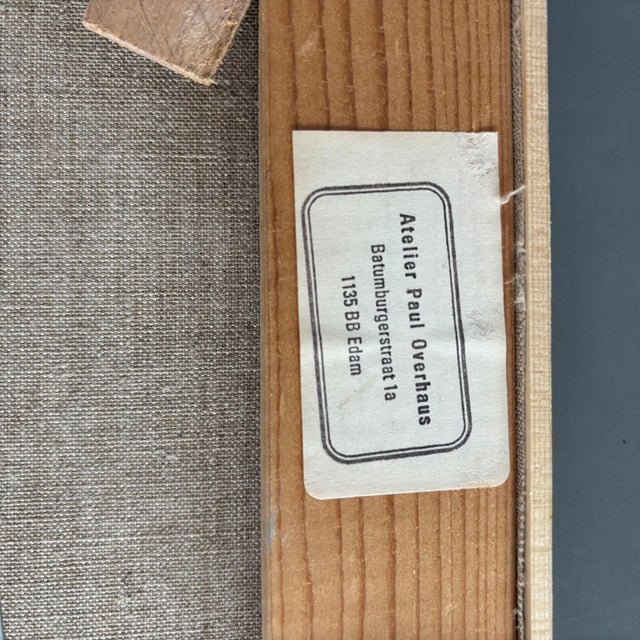 Atelier Paul Overhaus
Batumburgerstraat 1a
1135 BB Edam